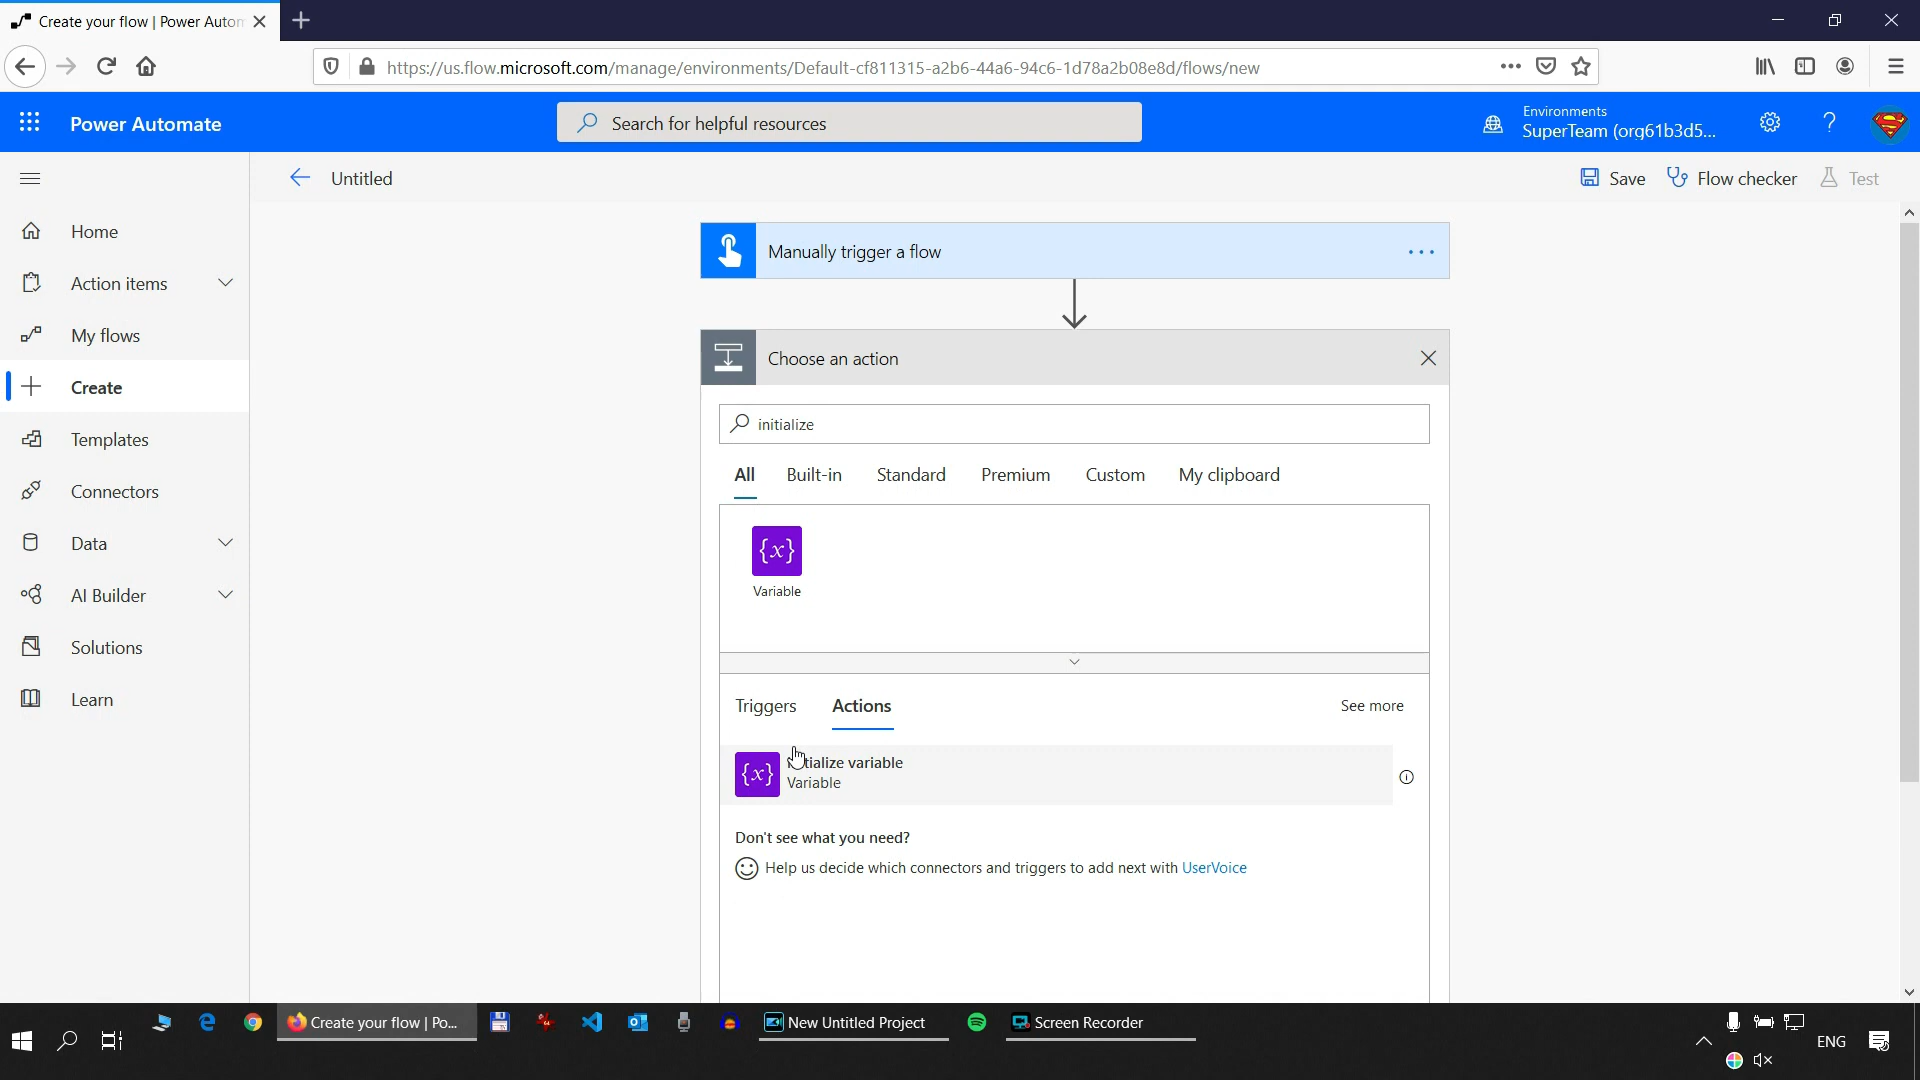 Create your flow | Power Autom
https://us.flow.microsoft.com/manage/environments/Default-cf811315-a2b6-44a6-94c6-1d78a2b08e8d/flows/new
Power Automate
Search for helpful resources
Environments
SuperTeam (org61b3d5...
Untitled
Save
Flow checker
Test
Home
Action items
My flows
Create
Templates
Connectors
Data
AI Builder
Solutions
Learn
Manually trigger a flow
Choose an action
initialize
All Built-in Standard Premium Custom My clipboard
{x}
Variable
Triggers Actions See more
{x}
variable
Variable
Don't see what you need?
Help us decide which connectors and triggers to add next with UserVoice
Create your flow | Po...
New Untitled Project
Screen Recorder
ENG